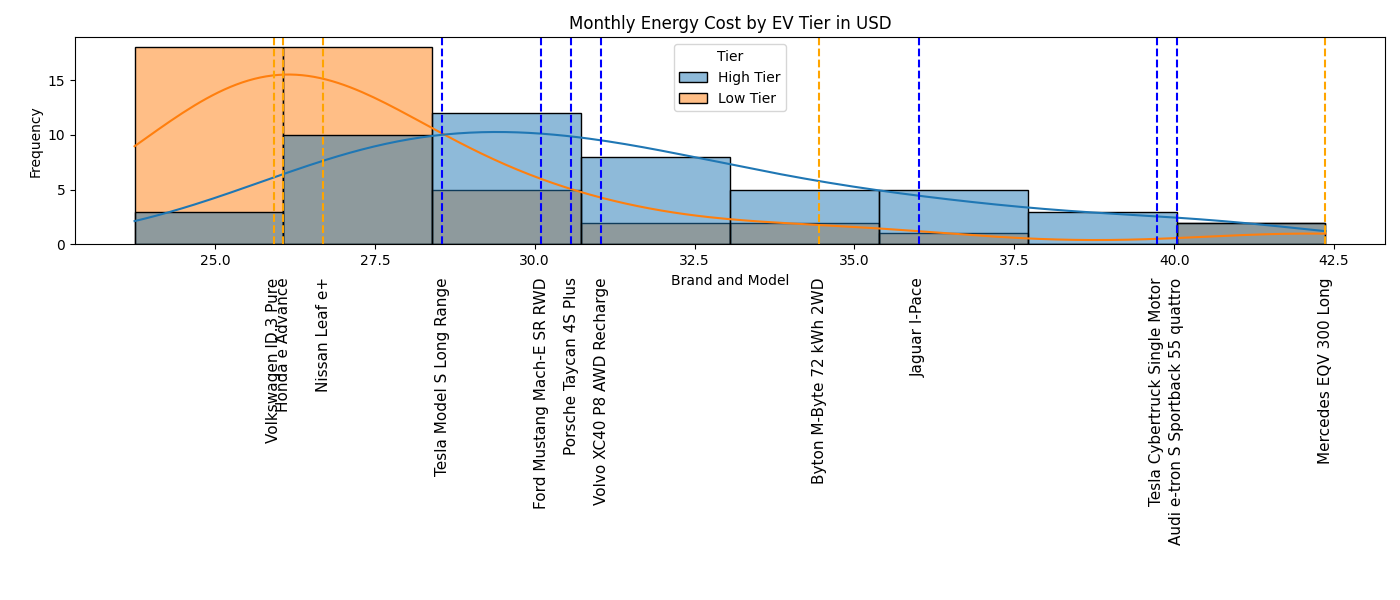 Monthly Energy Cost by EV Tier in USD
Tier
High Tier
Low Tier
Frequency
15
10
5
0
25.0
27.5
30.0
32.5
35.0
37.5
40.0
42.5
Brand and Model
Volkswagen ID.3 Pure
Honda e Advance
Nissan Leaf e+
Tesla Model S Long Range
Ford Mustang Mach-E SR RWD
Porsche Taycan 4S Plus
Volvo XC40 P8 AWD Recharge
Byton M-Byte 72 kWh 2WD
Jaguar I-Pace
Tesla Cybertruck Single Motor
Audi e-tron S Sportback 55 quattro
Mercedes EQV 300 Long